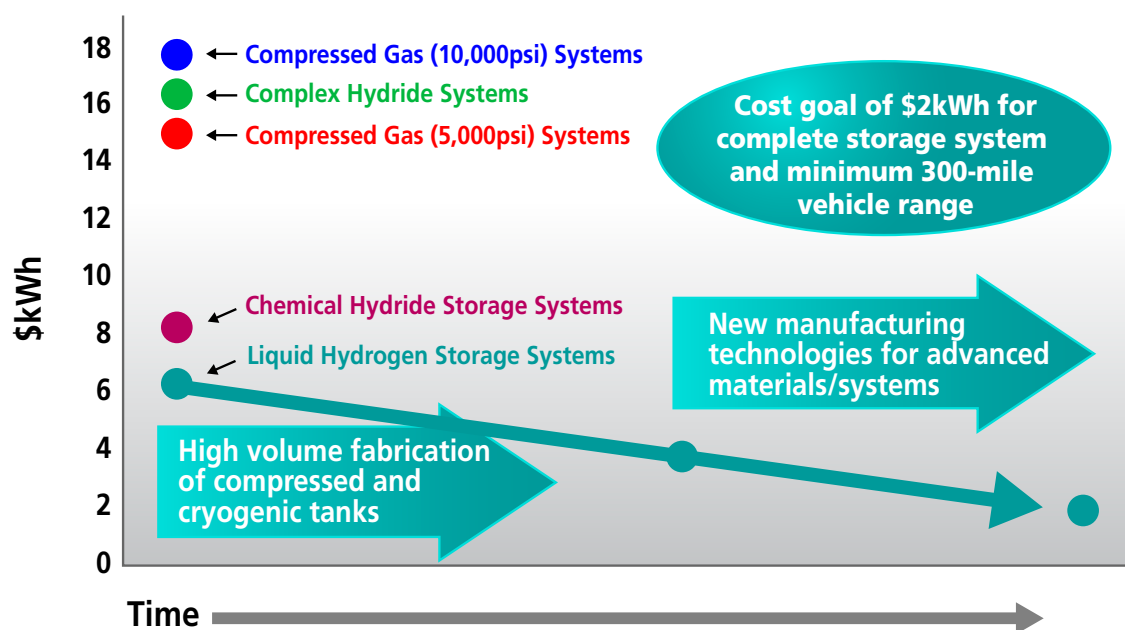 18
16
14
12
10
8
6
4
2
0
$kWh
Compressed Gas (10,000psi) Systems
Complex Hydride Systems
Compressed Gas (5,000psi) Systems
Cost goal of $2kWh for
complete storage system
and minimum 300-mile
vehicle range
Chemical Hydride Storage Systems
Liquid Hydrogen Storage Systems
New manufacturing
technologies for advanced
materials/systems
High volume fabrication
of compressed and
cryogenic tanks
Time